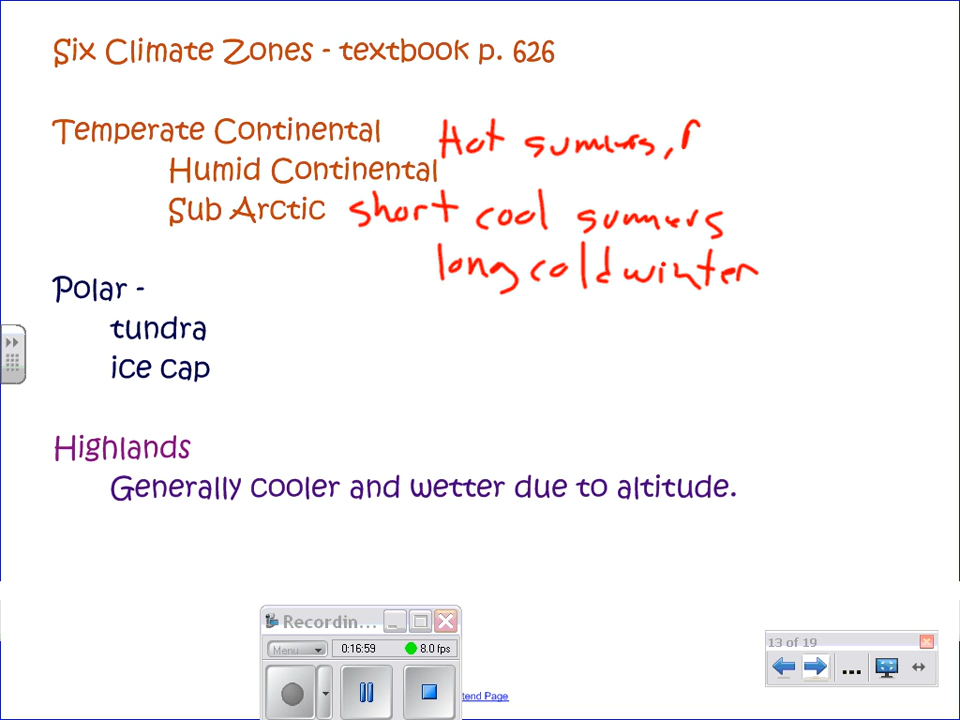 Six Climate Zones - textbook p. 626
Temperate Continental Hot sumers, r
Humid Continental
Sub Arctic short cool sumers
long cold winter
Polar -
tundra
ice cap
Highlands
Generally cooler and wetter due to altitude.
Recordin...
Menu 0:16:59 8.0 fps
13 of 19
...
tend Page